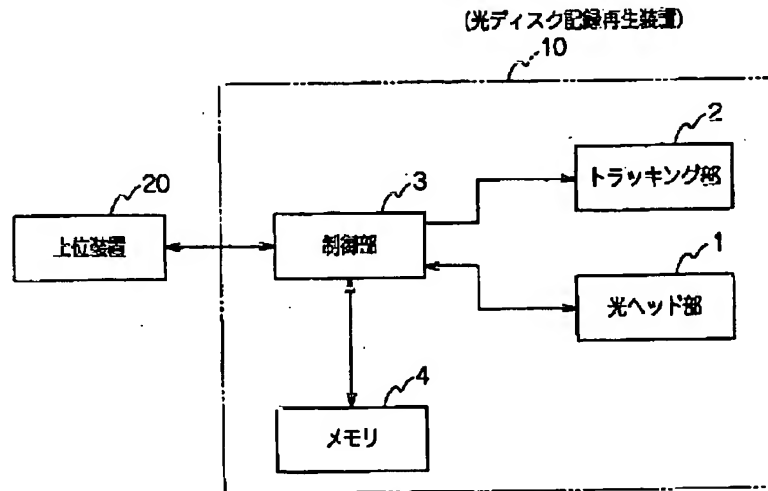 (光ディスク記録再生装置)
10
2
トラッキング部
20
上位装置
3
制御部
1
光ヘッド部
4
メモリ